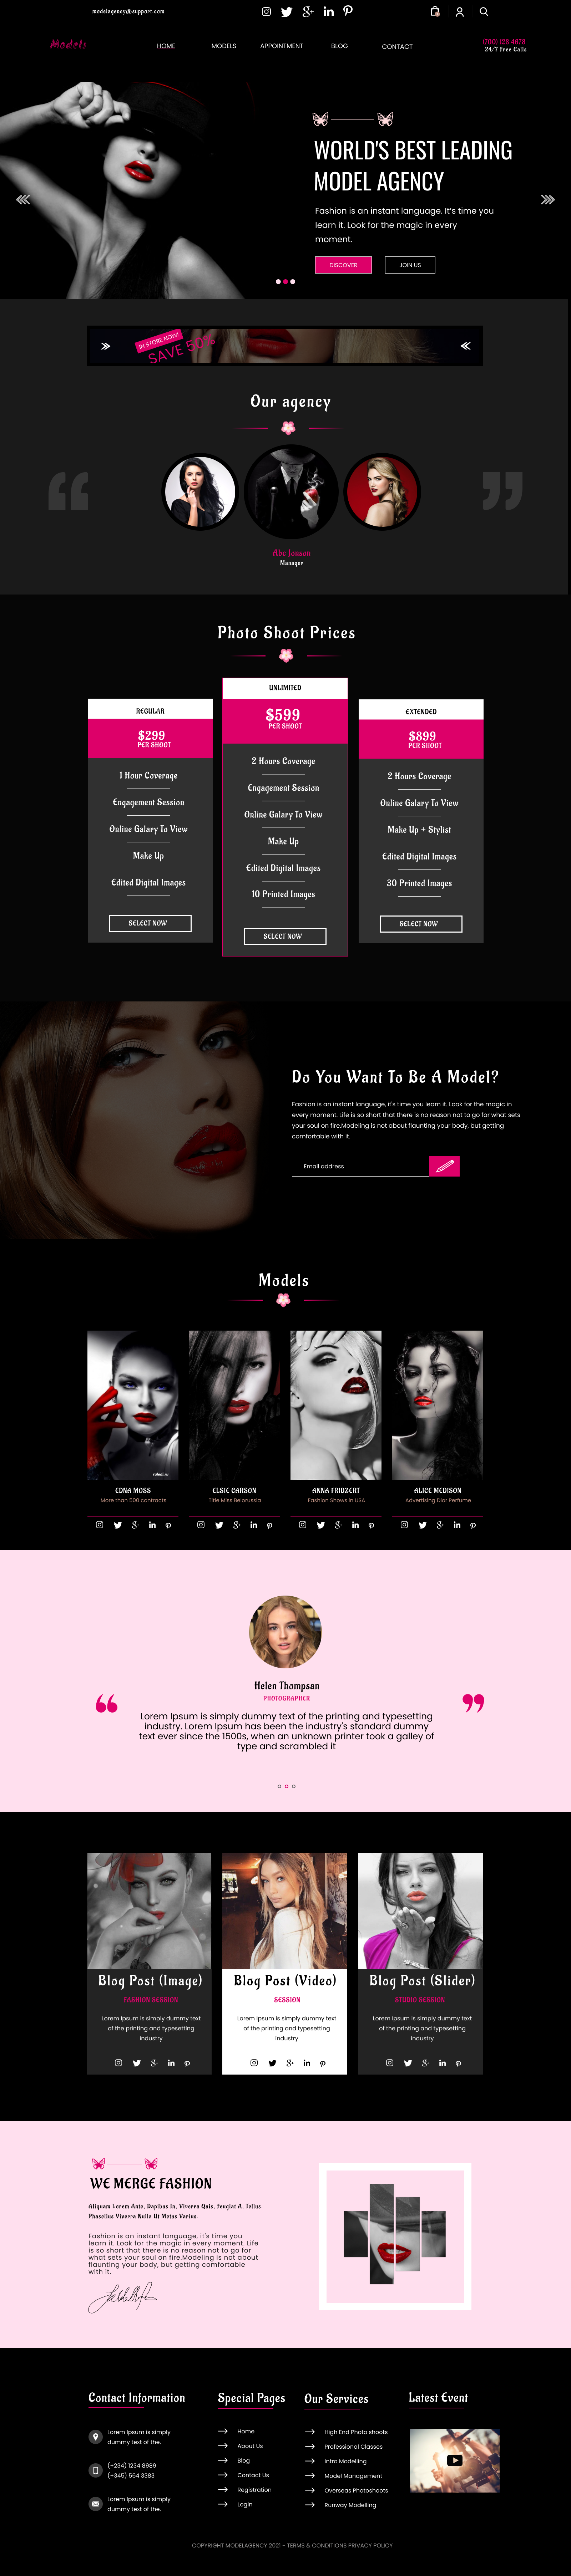 modelagency@support.com
Models
HOME
MODELS
APPOINTMENT
BLOG
CONTACT
(700) 123 4678
24/7 Free Calls
WORLD'S BEST LEADING
MODEL AGENCY
Fashion is an instant language. It's time you
learn it. Look for the magic in every
moment.
DISCOVER
JOIN US
IN STORE NOW!
SAVE 50%
Our agency
Abc Jonson
Manager
Photo Shoot Prices
REGULAR
$299
PER SHOOT
1 Hour Coverage
Engagement Session
Online Galary To View
Make Up
Edited Digital Images
SELECT NOW
UNLIMITED
$599
PER SHOOT
2 Hours Coverage
Engagement Session
Online Galary To View
Make Up
Edited Digital Images
10 Printed Images
SELECT NOW
EXTENDED
$899
PER SHOOT
2 Hours Coverage
Online Galary To View
Make Up + Stylist
Edited Digital Images
30 Printed Images
SELECT NOW
Do You Want To Be A Model?
Fashion is an instant language, it's time you learn it. Look for the magic in
every moment. Life is so short that there is no reason not to go for what sets
your soul on fire.Modeling is not about flaunting your body, but getting
comfortable with it.
Email address
Models
EDNA MOSS
More than 500 contracts
ELSIE CARSON
Title Miss Belorussia
ANNA FRIDZERT
Fashion Shows in USA
ALICE MEDISON
Advertising Dior Perfume
Helen Thompsan
PHOTOGRAPHER
Lorem Ipsum is simply dummy text of the printing and typesetting
industry. Lorem Ipsum has been the industry's standard dummy
text ever since the 1500s, when an unknown printer took a galley of
type and scrambled it
Blog Post (Image)
FASHION SESSION
Lorem Ipsum is simply dummy text
of the printing and typesetting
industry
Blog Post (Video)
SESSION
Lorem Ipsum is simply dummy text
of the printing and typesetting
industry
Blog Post (Slider)
STUDIO SESSION
Lorem Ipsum is simply dummy text
of the printing and typesetting
industry
WE MERGE FASHION
Aliquam Lorem Ante, Dapibus In, Viverra Quis, Feugiat A, Tellus.
Phasellus Viverra Nulla Ut Metus Varius.
Fashion is an instant language, it's time you
learn it. Look for the magic in every moment. Life
is so short that there is no reason not to go for
what sets your soul on fire.Modeling is not about
flaunting your body, but getting comfortable
with it.
Contact Information
Lorem Ipsum is simply
dummy text of the.
(+234) 1234 8989
(+345) 564 3383
Lorem Ipsum is simply
dummy text of the.
Special Pages
Home
About Us
Blog
Contact Us
Registration
Login
Our Services
High End Photo shoots
Professional Classes
Intro Modelling
Model Management
Overseas Photoshoots
Runway Modelling
Latest Event
COPYRIGHT MODELAGENCY 2021 - TERMS & CONDITIONS PRIVACY POLICY